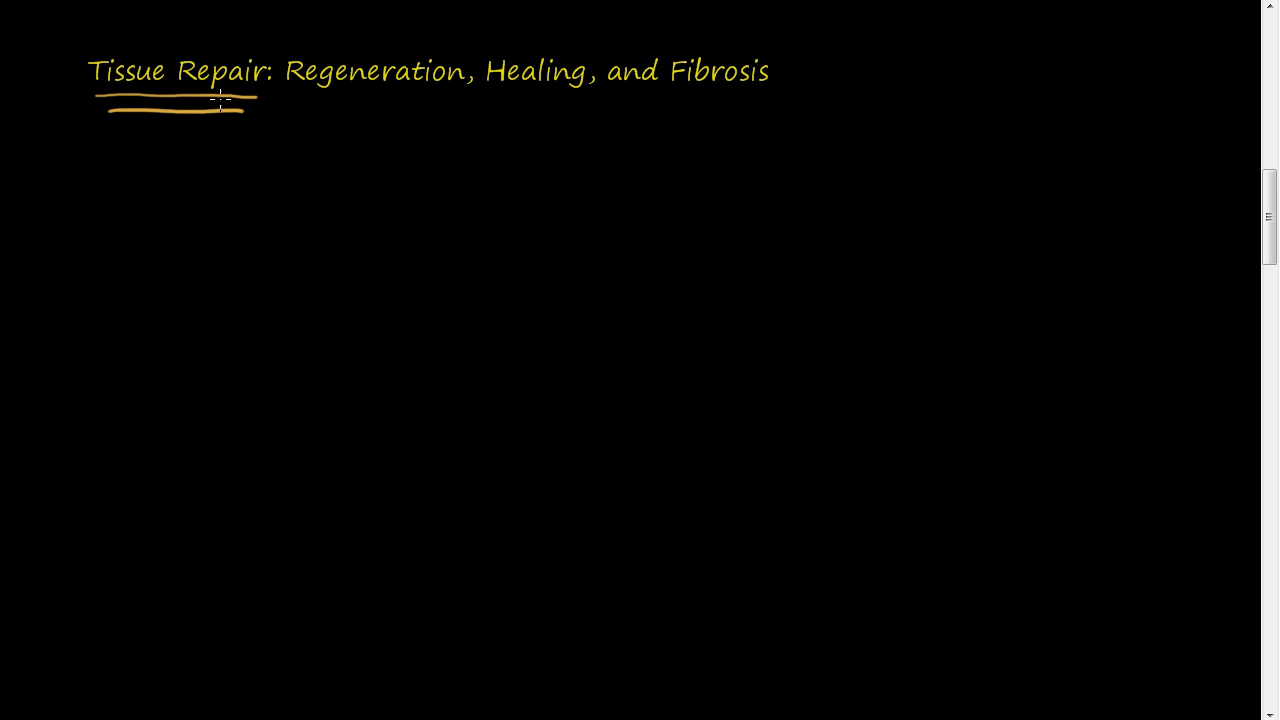 Tissue Repair: Regeneration, Healing, and Fibrosis